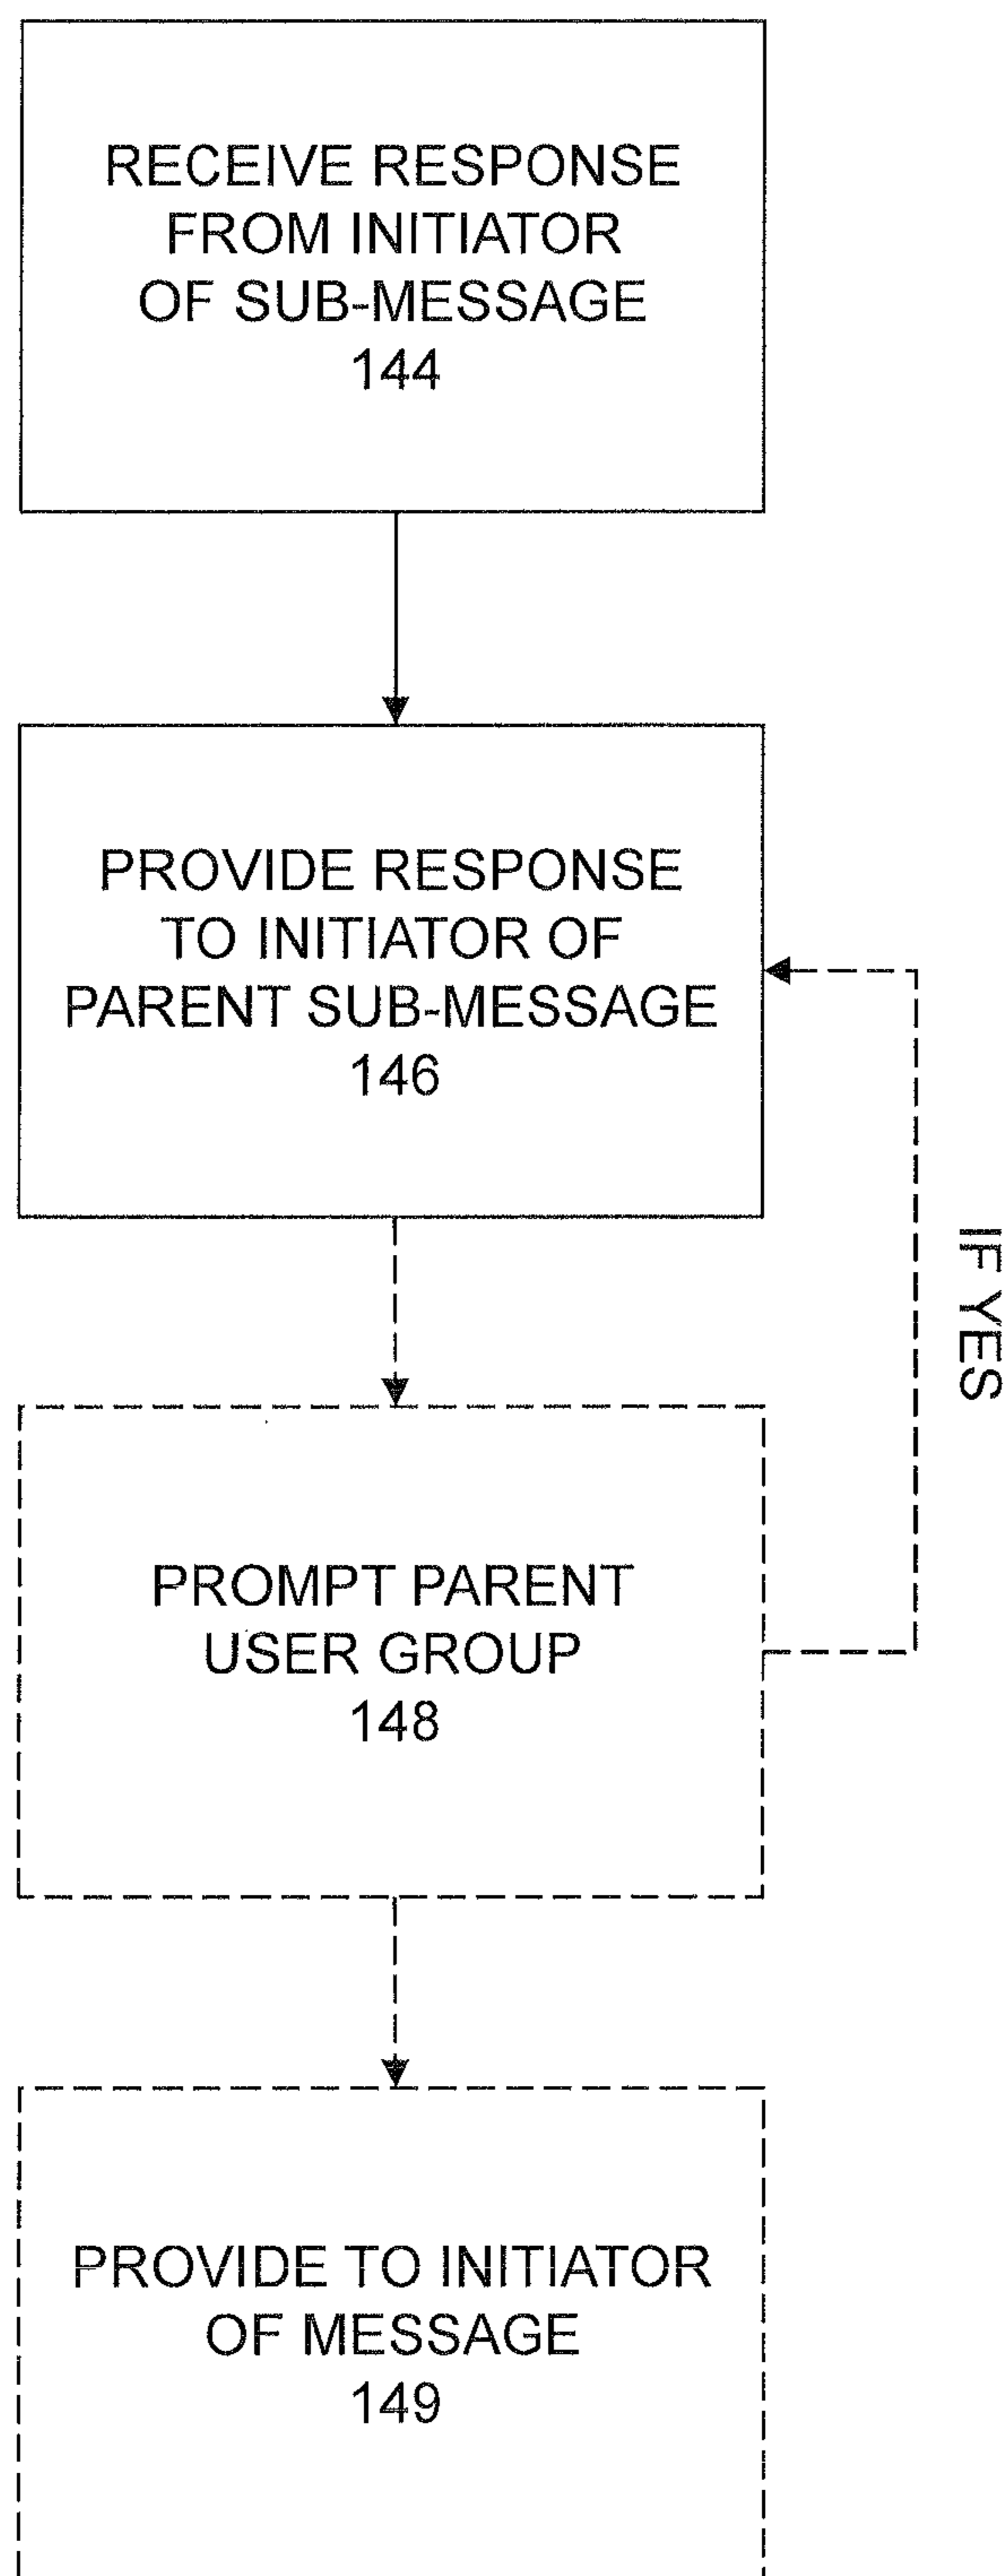 RECEIVE RESPONSE
FROM INITIATOR
OF SUB-MESSAGE
144
PROVIDE RESPONSE
TO INITIATOR OF
PARENT SUB-MESSAGE
146
IF YES
PROMPT PARENT
USER GROUP
148
PROVIDE TO INITIATOR
OF MESSAGE
149